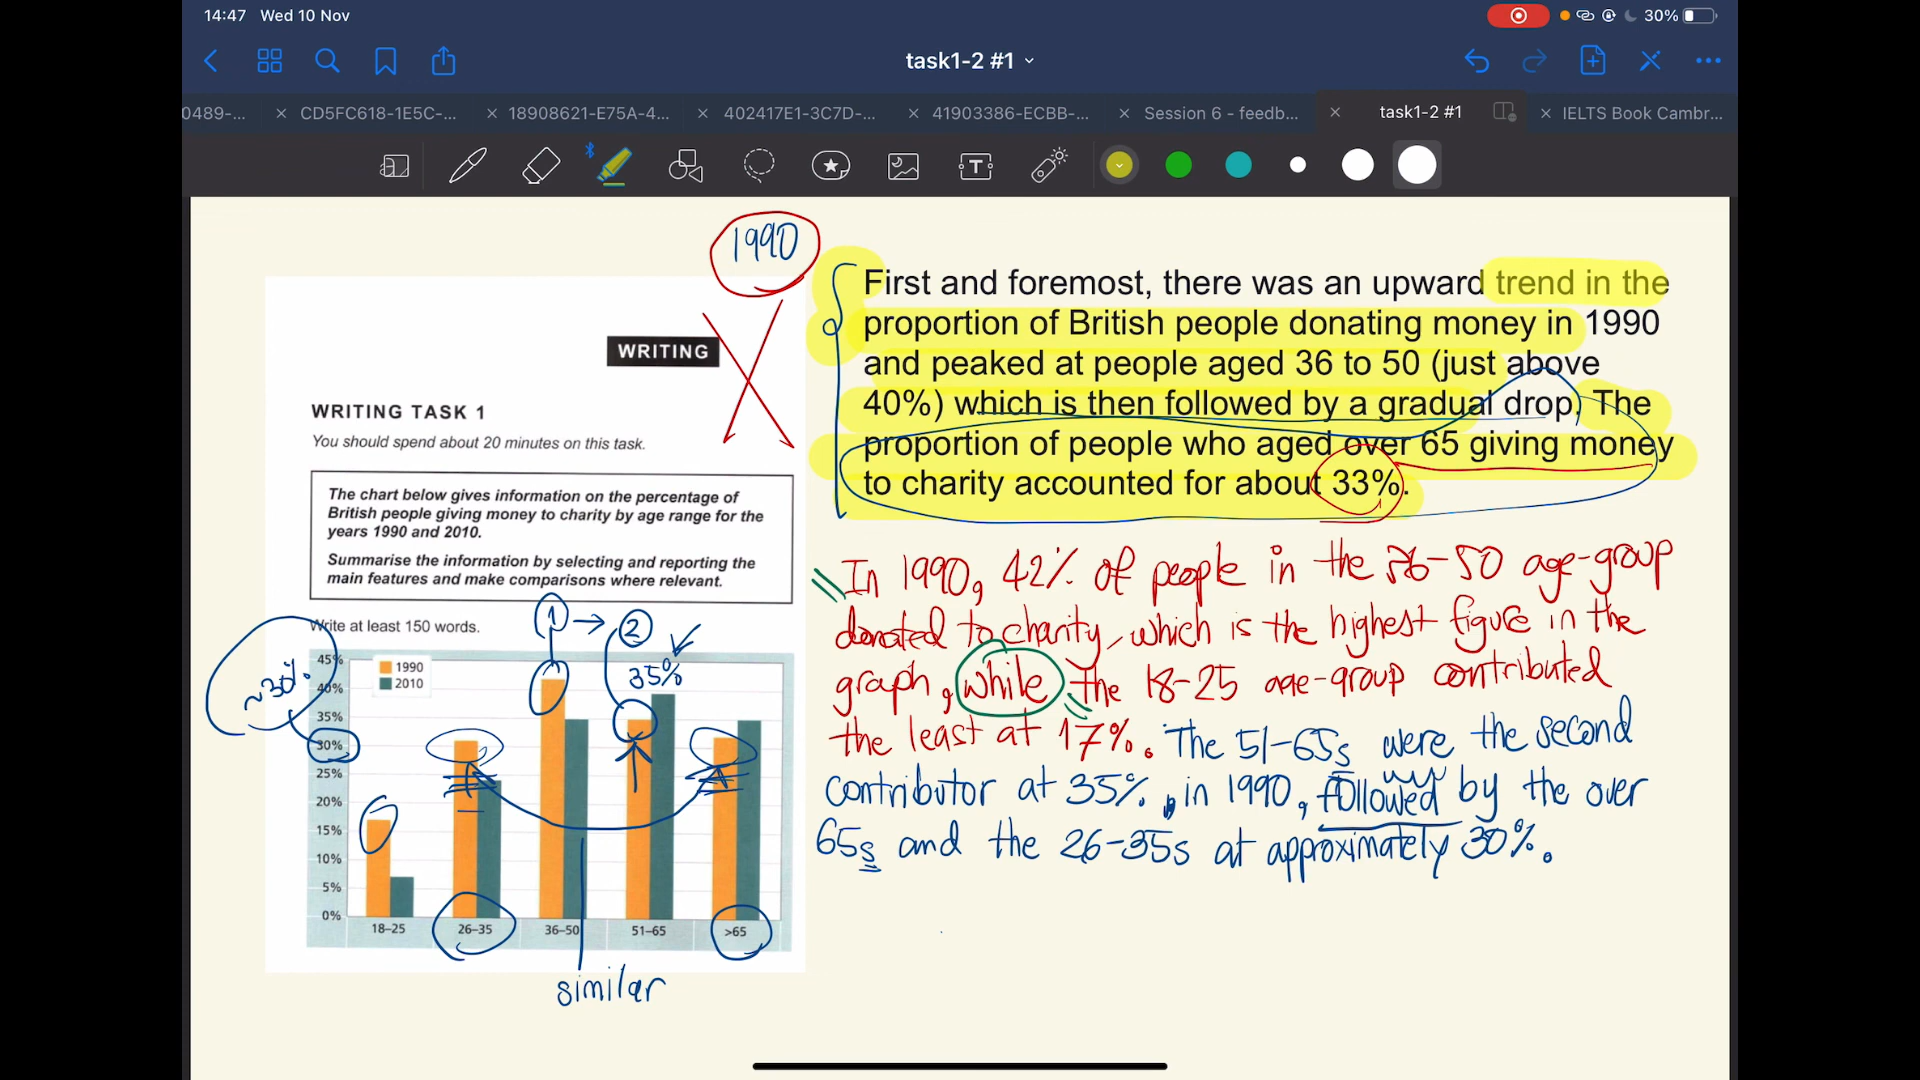 14:47 Wed 10 Nov
30%
task1-2 #1
0489-...
CD5FC618-1E5C-...
18908621-E75A-4...
402417E1-3C7D-...
41903386-ECBB-...
Session 6 - feedb...
task1-2 #1
IELTS Book Cambr...
1990
WRITING
WRITING TASK 1
You should spend about 20 minutes on this task.
The chart below gives information on the percentage of
British people giving money to charity by age range for the
years 1990 and 2010.
Summarise the information by selecting and reporting the
main features and make comparisons where relevant.
Write at least 150 words.
1 → 2
35%
~30%
45%
40%
35%
30%
25%
20%
15%
10%
5%
0%
1990
2010
18–25
26–35
36–50
51–65
>65
similar
First and foremost, there was an upward trend in the
proportion of British people donating money in 1990
and peaked at people aged 36 to 50 (just above
40%) which is then followed by a gradual drop, The
proportion of people who aged over 65 giving money
to charity accounted for about 33%.
In 1990, 42% of people in the 36-50 age-group
donated to charity, which is the highest figure in the
graph, while the 18-25 age-group contributed
the least at 17%. The 51-65s were the second
contributor at 35% in 1990, followed by the over
65s and the 26-35s at approximately 30%.